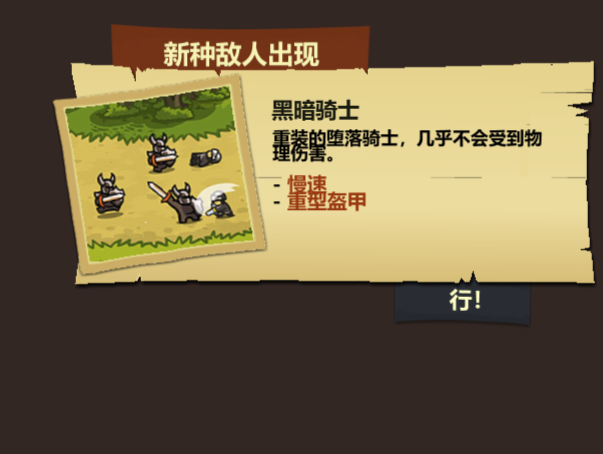 新种敌人出现
黑暗骑士
重装的堕落骑士，几乎不会受到物
理伤害。
- 慢速
- 重型盔甲
行！